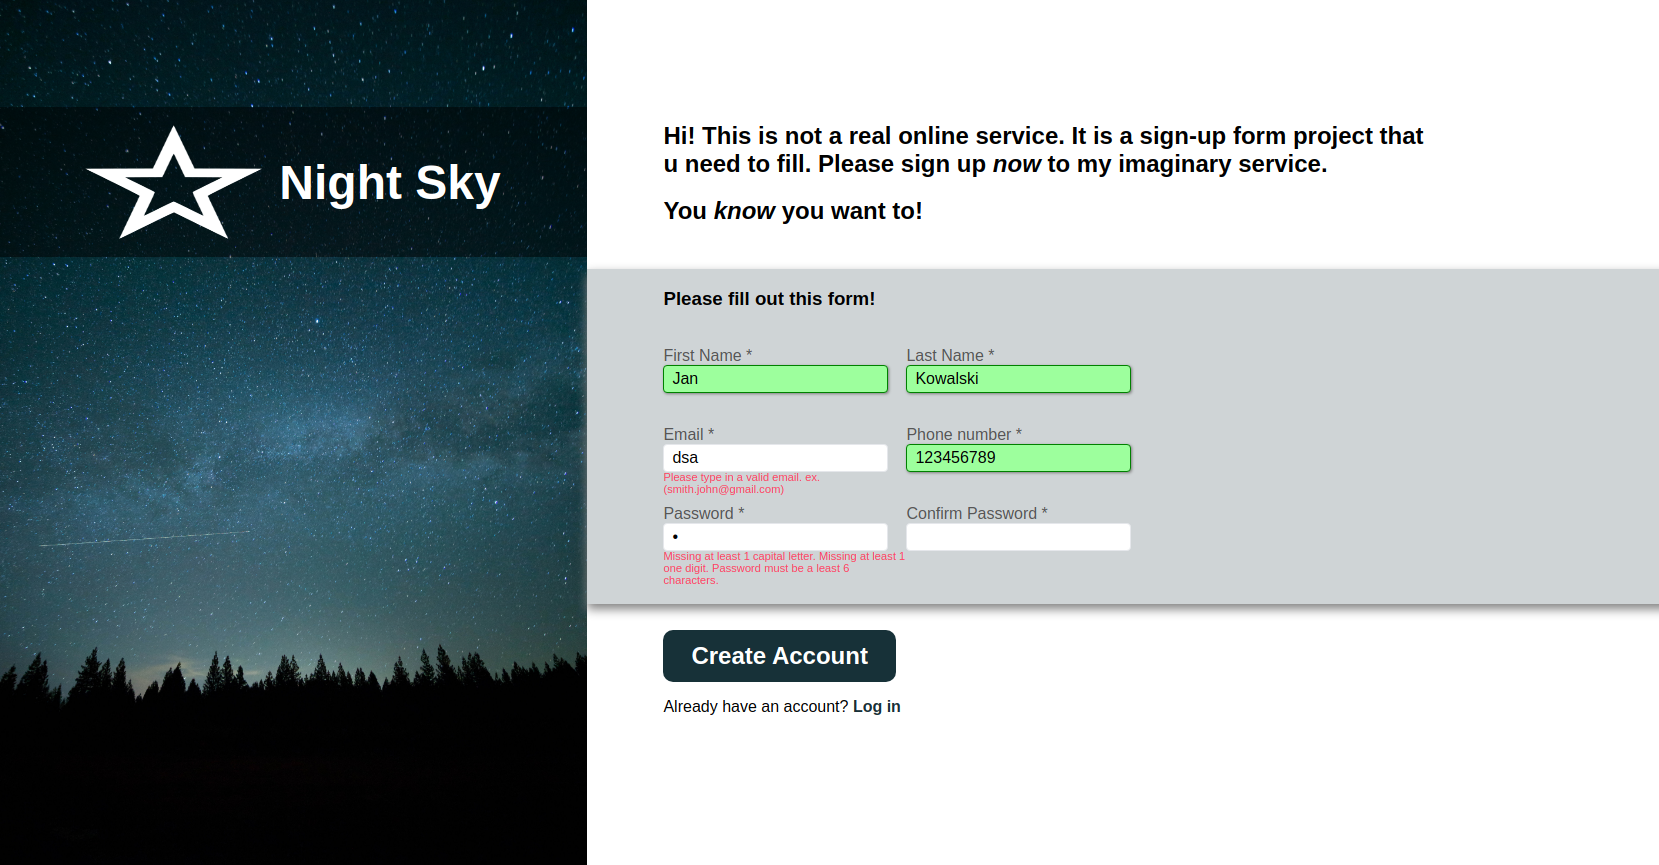 Night Sky
Hi! This is not a real online service. It is a sign-up form project that
u need to fill. Please sign up now to my imaginary service.
You know you want to!
Please fill out this form!
First Name *
Last Name *
Jan
Kowalski
Email *
Phone number *
dsa
123456789
Please type in a valid email. ex.
(smith.john@gmail.com)
Password *
Confirm Password *
•
Missing at least 1 capital letter. Missing at least 1
one digit. Password must be a least 6
characters.
Create Account
Already have an account? Log in